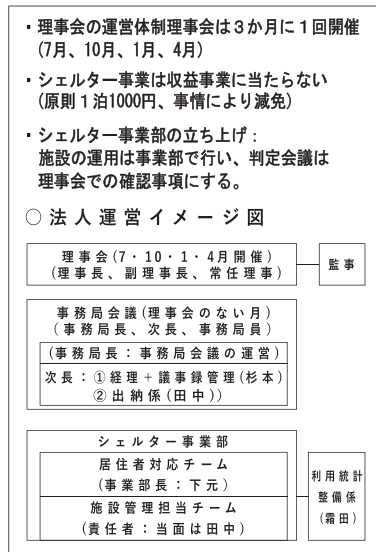 ・理事会の運営体制理事会は３か月に１回開催
(7月、10月、1月、4月)
・シェルター事業は収益事業に当たらない
(原則１泊1000円、事情により減免)
・シェルター事業部の立ち上げ：
施設の運用は事業部で行い、判定会議は
理事会での確認事項にする。
○法人運営イメージ図
理事会(7・10・1・4月開催)
(理事長、副理事長、常任理事)
監事
事務局会議(理事会のない月)
(事務局長、次長、事務局員)
(事務局長：事務局会議の運営)
次長：①経理＋議事録管理(杉本)
②出納係(田中))
シェルター事業部
居住者対応チーム
(事業部長：下元)
施設管理担当チーム
(責任者：当面は田中)
利用統計
整備係
(霜田)